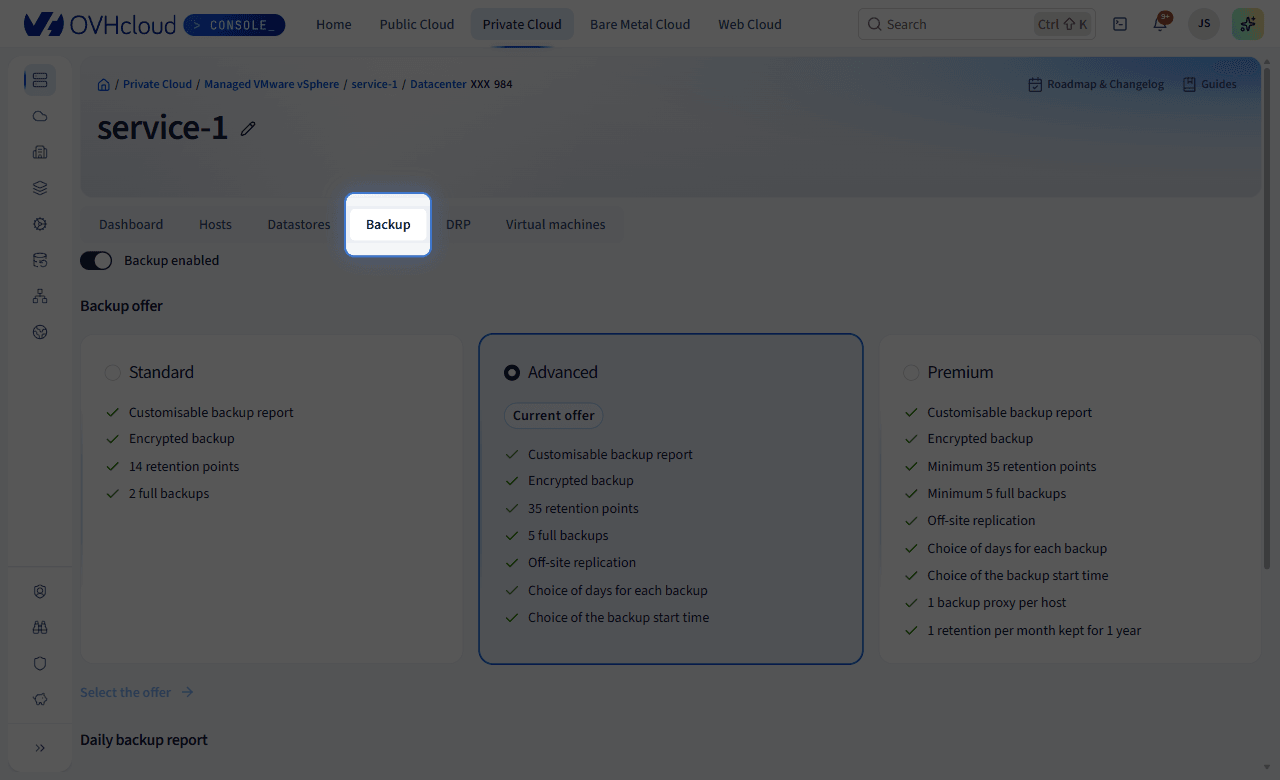 OVHcloud > CONSOLE_ Home Public Cloud Private Cloud Bare Metal Cloud Web Cloud Search Ctrl ⇧ K 9+ JS
/ Private Cloud / Managed VMware vSphere / service-1 / Datacenter XXX 984 Roadmap & Changelog Guides
service-1
Dashboard Hosts Datastores Backup DRP Virtual machines
Backup enabled
Backup offer
Standard
Customisable backup report
Encrypted backup
14 retention points
2 full backups
Advanced
Current offer
Customisable backup report
Encrypted backup
35 retention points
5 full backups
Off-site replication
Choice of days for each backup
Choice of the backup start time
Premium
Customisable backup report
Encrypted backup
Minimum 35 retention points
Minimum 5 full backups
Off-site replication
Choice of days for each backup
Choice of the backup start time
1 backup proxy per host
1 retention per month kept for 1 year
Select the offer →
Daily backup report